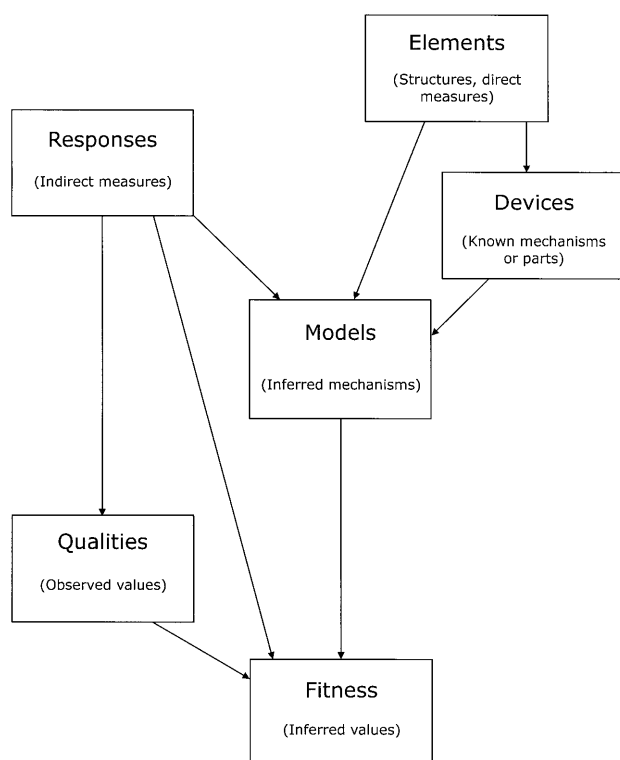 Elements
(Structures, direct
measures)
Responses
(Indirect measures)
Devices
(Known mechanisms
or parts)
Models
(Inferred mechanisms)
Qualities
(Observed values)
Fitness
(Inferred values)